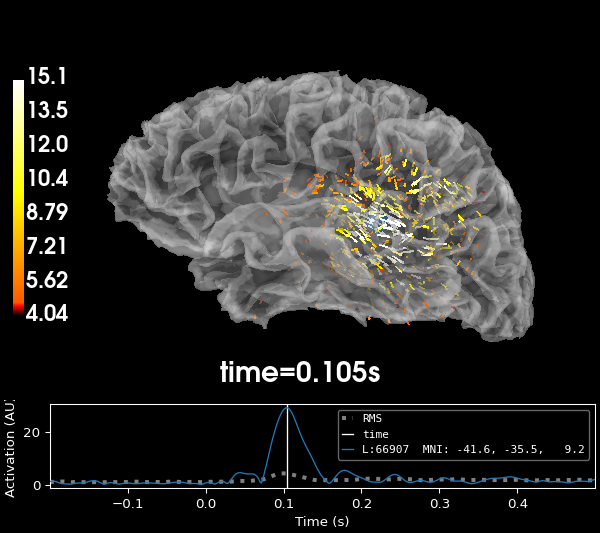 15.1
13.5
12.0
10.4
8.79
7.21
5.62
4.04
time=0.105s
Activation (AU)
20
0
RMS
time
L:66907 MNI: -41.6, -35.5, 9.2
−0.1 0.0 0.1 0.2 0.3 0.4
Time (s)